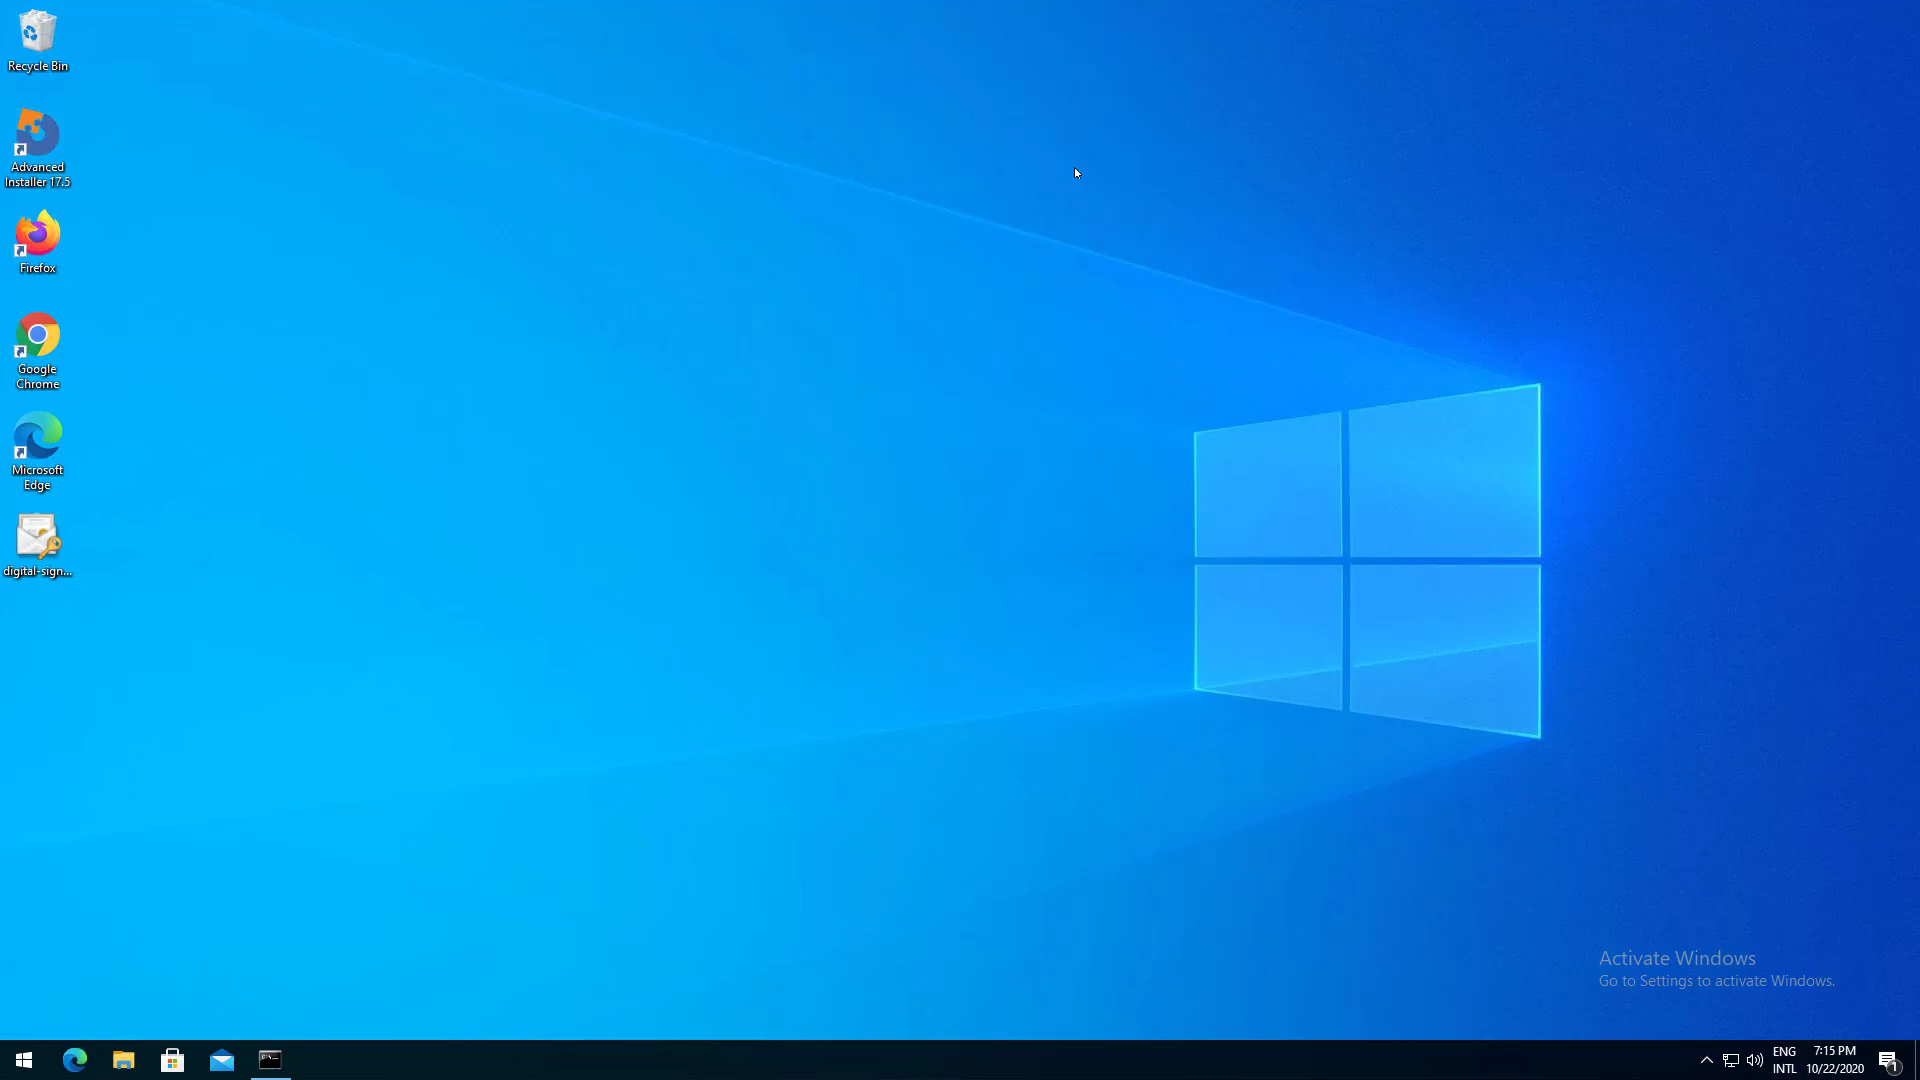 Recycle Bin
Advanced
Installer 17.5
Firefox
Google
Chrome
Microsoft
Edge
digital-sign...
Activate Windows
Go to Settings to activate Windows.
ENG
INTL
7:15 PM
10/22/2020
1